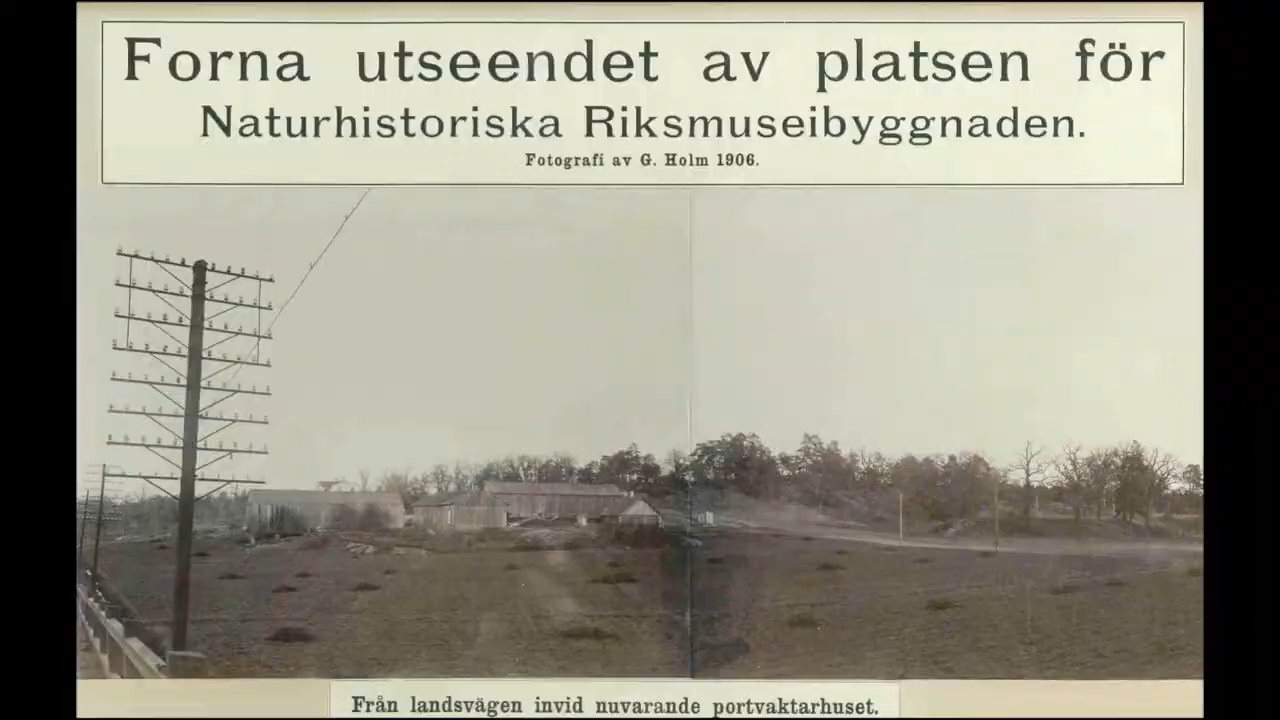 Forna utseendet av platsen för
Naturhistoriska Riksmuseibyggnaden.
Fotografi av G. Holm 1906.
Från landsvägen invid nuvarande portvaktarhuset.